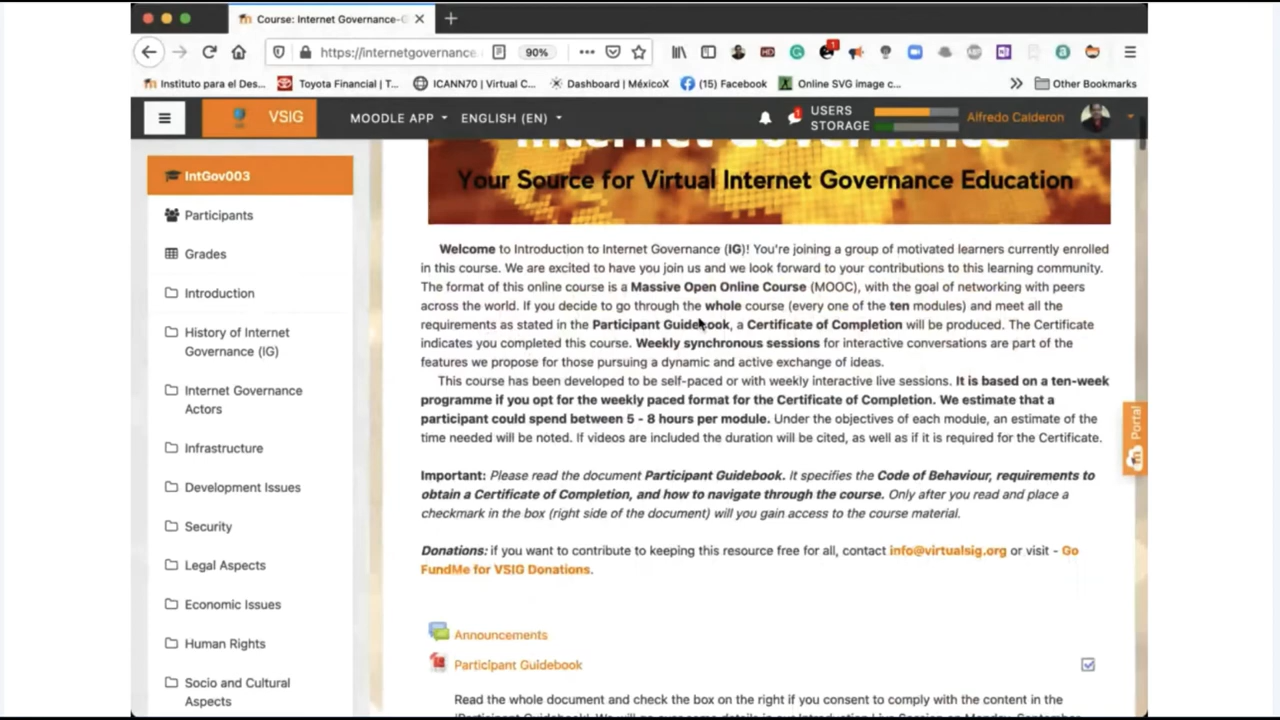 Course: Internet Governance-G
https://internetgovernance.
90%
Instituto para el Des...
Toyota Financial | T...
ICANN70 | Virtual C...
Dashboard | MéxicoX
(15) Facebook
Online SVG image c...
Other Bookmarks
VSIG
MOODLE APP
ENGLISH (EN)
1
USERS
STORAGE
Alfredo Calderon
IntGov003
Participants
Grades
Introduction
History of Internet
Governance (IG)
Internet Governance
Actors
Infrastructure
Development Issues
Security
Legal Aspects
Economic Issues
Human Rights
Socio and Cultural
Aspects
Internet Governance
Your Source for Virtual Internet Governance Education
Welcome to Introduction to Internet Governance (IG)! You're joining a group of motivated learners currently enrolled
in this course. We are excited to have you join us and we look forward to your contributions to this learning community.
The format of this online course is a Massive Open Online Course (MOOC), with the goal of networking with peers
across the world. If you decide to go through the whole course (every one of the ten modules) and meet all the
requirements as stated in the Participant Guidebook, a Certificate of Completion will be produced. The Certificate
indicates you completed this course. Weekly synchronous sessions for interactive conversations are part of the
features we propose for those pursuing a dynamic and active exchange of ideas.
This course has been developed to be self-paced or with weekly interactive live sessions. It is based on a ten-week
programme if you opt for the weekly paced format for the Certificate of Completion. We estimate that a
participant could spend between 5 - 8 hours per module. Under the objectives of each module, an estimate of the
time needed will be noted. If videos are included the duration will be cited, as well as if it is required for the Certificate.
Important: Please read the document Participant Guidebook. It specifies the Code of Behaviour, requirements to
obtain a Certificate of Completion, and how to navigate through the course. Only after you read and place a
checkmark in the box (right side of the document) will you gain access to the course material.
Donations: if you want to contribute to keeping this resource free for all, contact info@virtualsig.org or visit - Go
FundMe for VSIG Donations.
Announcements
Participant Guidebook
Read the whole document and check the box on the right if you consent to comply with the content in the
Portal